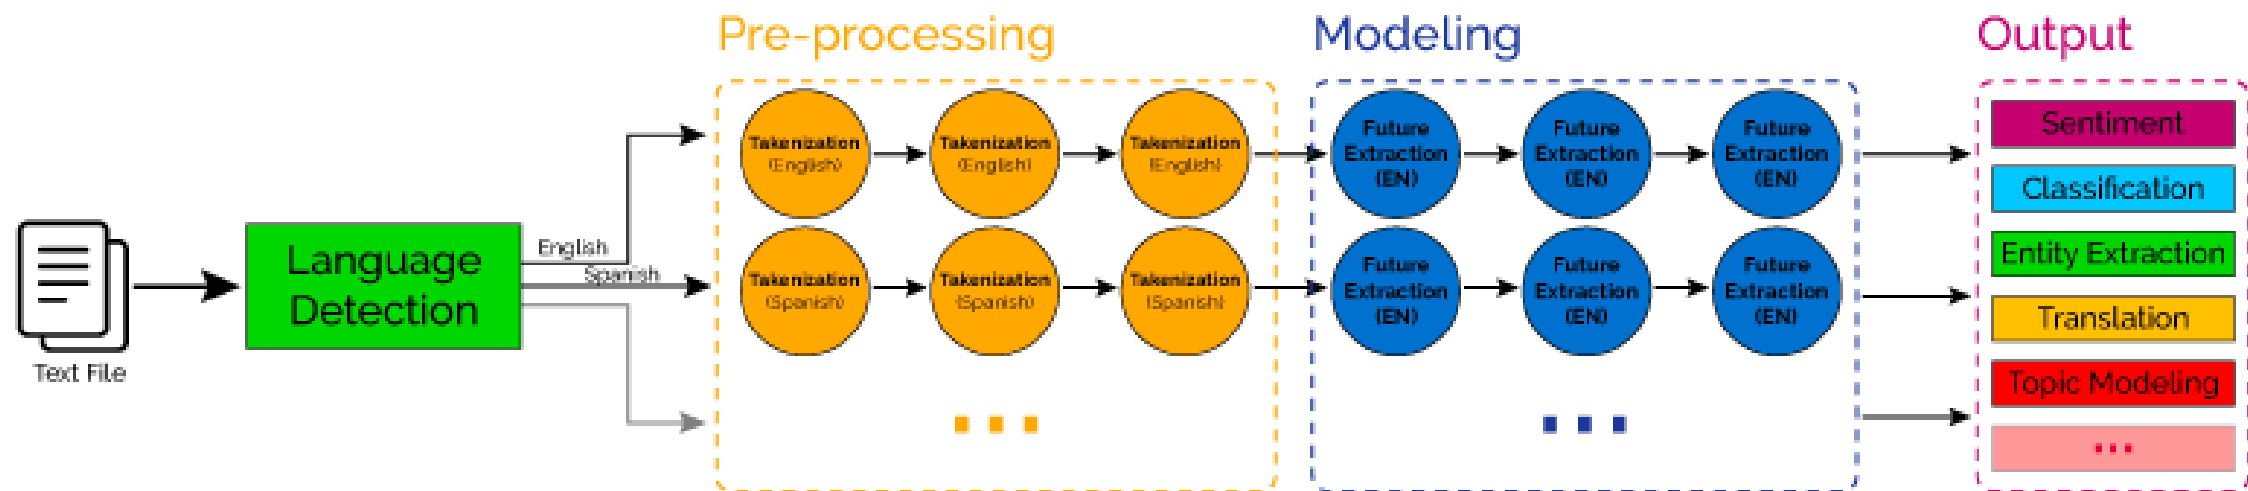 Pre-processing
Modeling
Output
Text File
Language
Detection
English
Spanish
Takenization
(English)
Takenization
(English)
Takenization
(English)
Takenization
(Spanish)
Takenization
(Spanish)
Takenization
(Spanish)
Future
Extraction
(EN)
Future
Extraction
(EN)
Future
Extraction
(EN)
Future
Extraction
(EN)
Future
Extraction
(EN)
Future
Extraction
(EN)
Sentiment
Classification
Entity Extraction
Translation
Topic Modeling
...